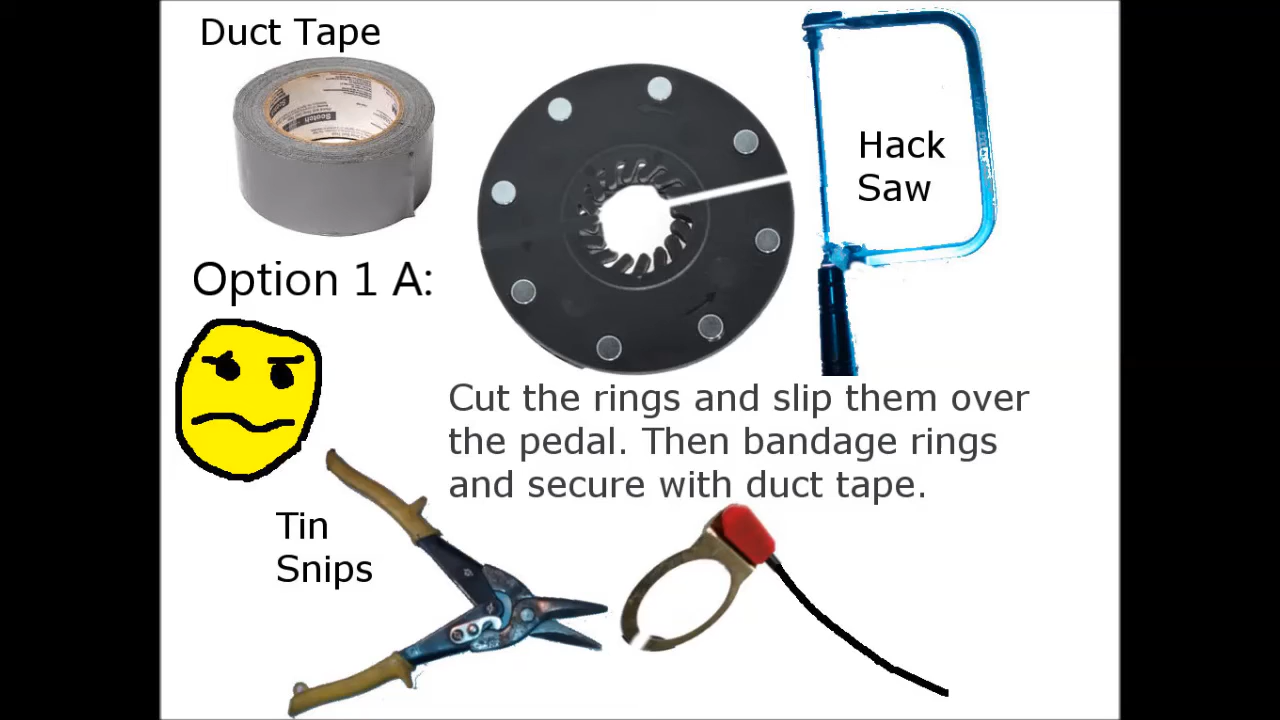 Duct Tape
Scotch
Hack
Saw
Option 1 A:
Cut the rings and slip them over
the pedal. Then bandage rings
and secure with duct tape.
Tin
Snips